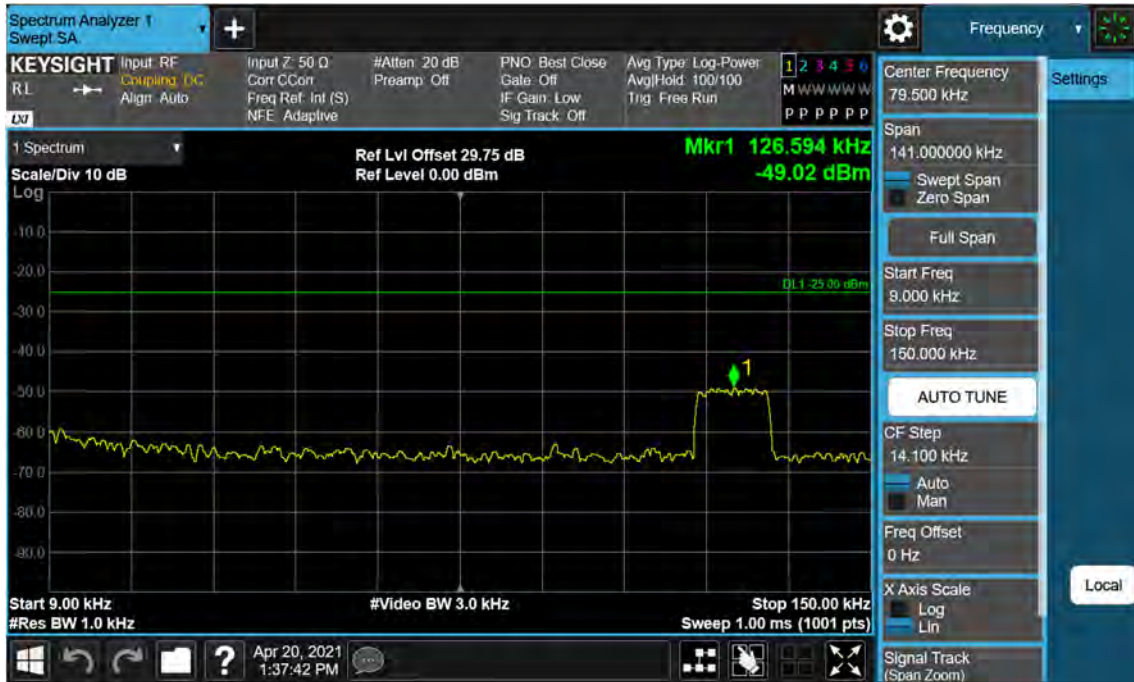 Spectrum Analyzer 1
Swept SA
+
Frequency
KEYSIGHT
RL
LXI
Input: RF
Coupling: DC
Align: Auto
Input Z: 50 Ω
Corr CCorr
Freq Ref: Int (S)
NFE: Adaptive
#Atten: 20 dB
Preamp: Off
PNO: Best Close
Gate: Off
IF Gain: Low
Sig Track: Off
Avg Type: Log-Power
Avg|Hold: 100/100
Trig: Free Run
1 2 3 4 5 6
M W W W W W
P P P P P P
1 Spectrum
Scale/Div 10 dB
Log
Ref Lvl Offset 29.75 dB
Ref Level 0.00 dBm
Mkr1 126.594 kHz
-49.02 dBm
-10.0
-20.0
DL1 -25.00 dBm
-30.0
-40.0
1
-50.0
-60.0
-70.0
-80.0
-90.0
Start 9.00 kHz
#Res BW 1.0 kHz
#Video BW 3.0 kHz
Stop 150.00 kHz
Sweep 1.00 ms (1001 pts)
?
Apr 20, 2021
1:37:42 PM
Center Frequency
79.500 kHz
Span
141.000000 kHz
Swept Span
Zero Span
Full Span
Start Freq
9.000 kHz
Stop Freq
150.000 kHz
AUTO TUNE
CF Step
14.100 kHz
Auto
Man
Freq Offset
0 Hz
X Axis Scale
Log
Lin
Signal Track
(Span Zoom)
Settings
Local